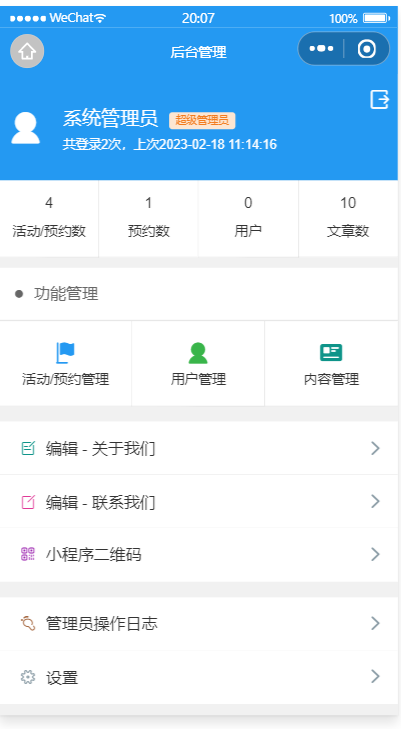 WeChat 20:07 100%
后台管理
系统管理员 超级管理员
共登录2次，上次2023-02-18 11:14:16
4 1 0 10
活动/预约数 预约数 用户 文章数
功能管理
活动/预约管理 用户管理 内容管理
编辑 - 关于我们
编辑 - 联系我们
小程序二维码
管理员操作日志
设置